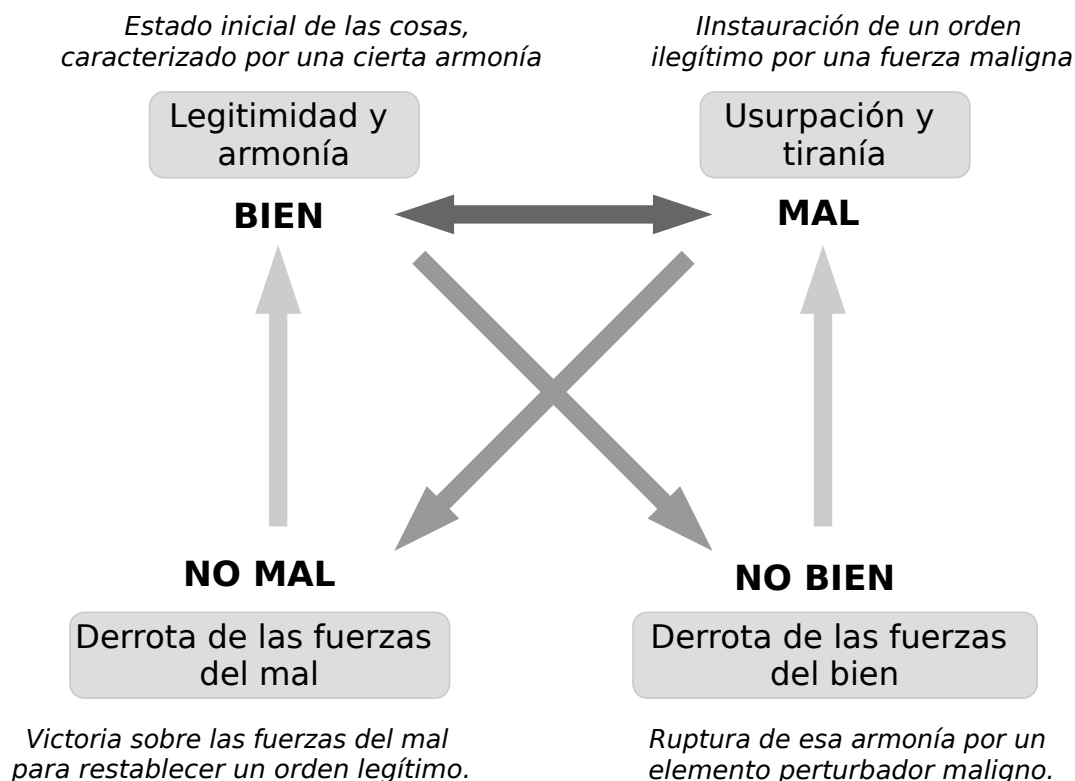 Estado inicial de las cosas,
caracterizado por una cierta armonía
IInstauración de un orden
ilegítimo por una fuerza maligna
Legitimidad y
armonía
Usurpación y
tiranía
BIEN
MAL
NO MAL
NO BIEN
Derrota de las fuerzas
del mal
Derrota de las fuerzas
del bien
Victoria sobre las fuerzas del mal
para restablecer un orden legítimo.
Ruptura de esa armonía por un
elemento perturbador maligno.